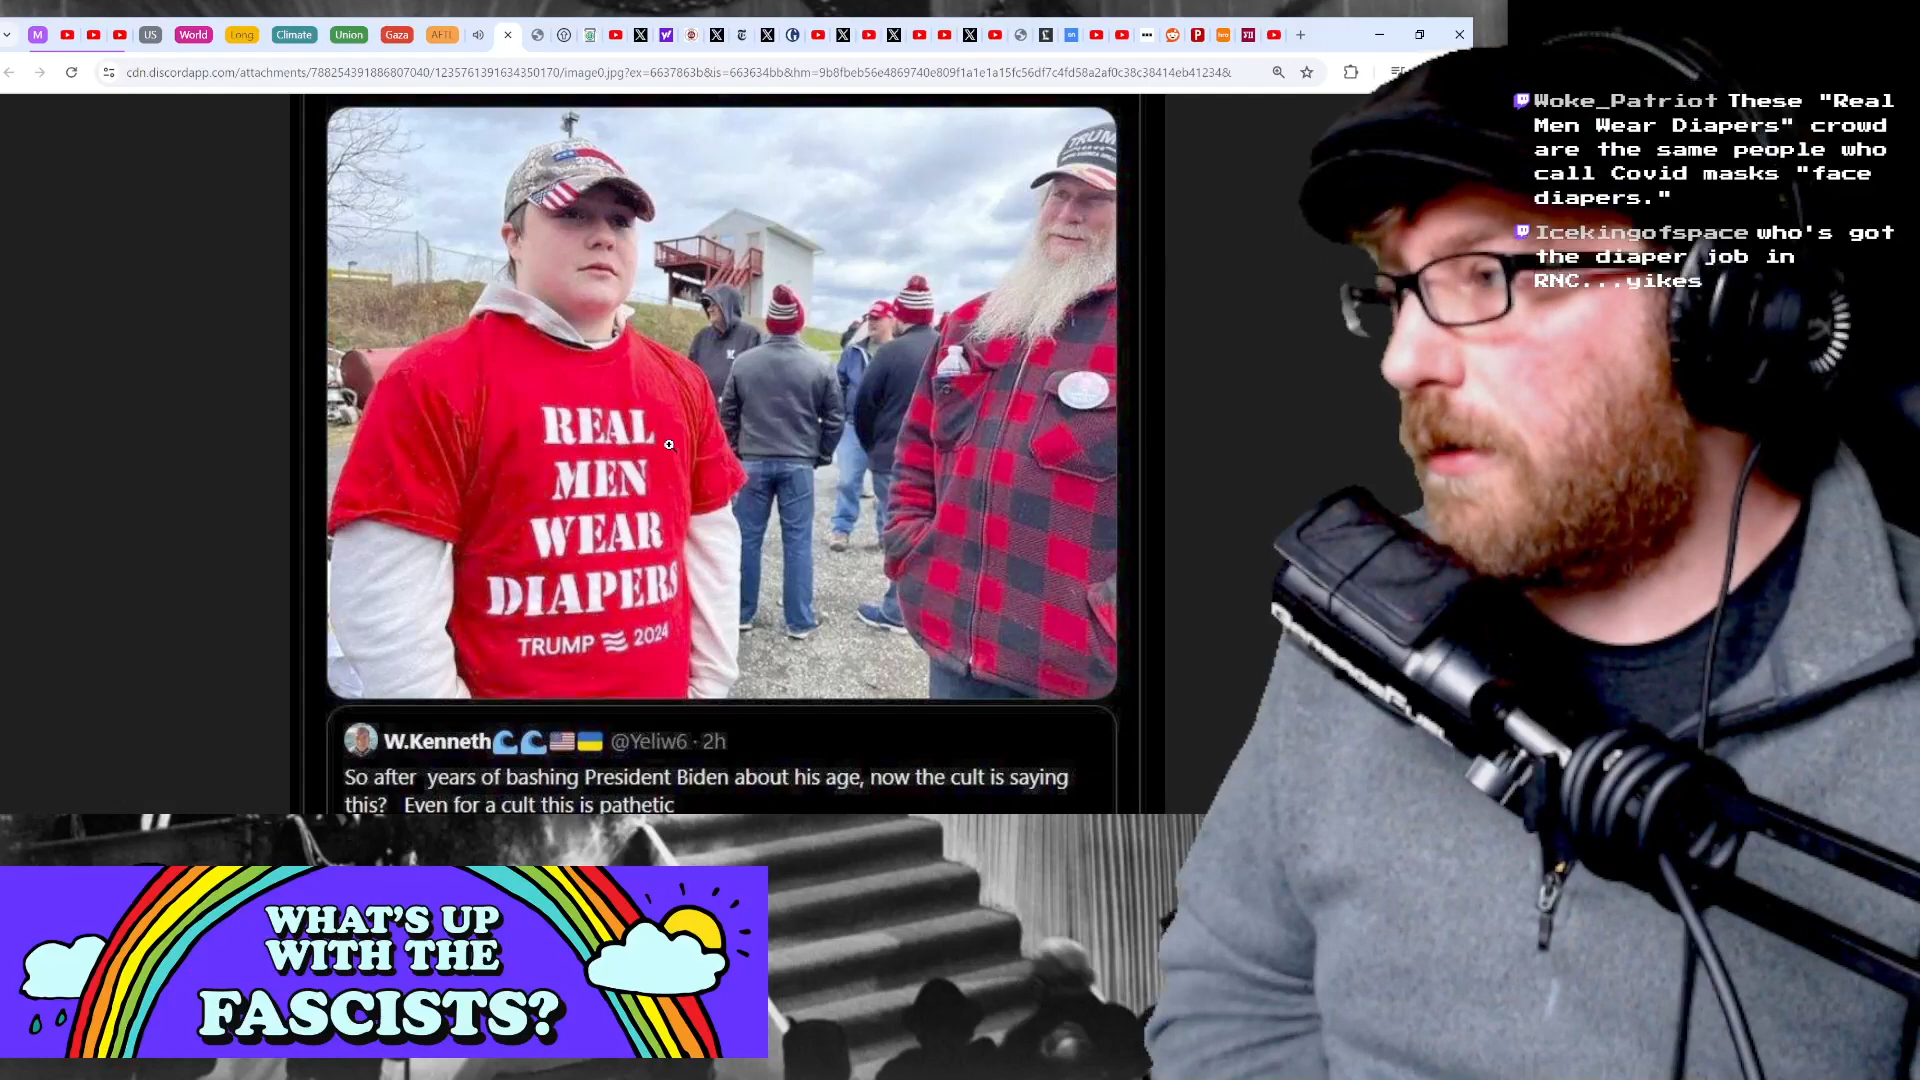 M
US
World
Long
Climate
Union
Gaza
AFTL
cdn.discordapp.com/attachments/788254391886807040/1235761391634350170/image0.jpg?ex=6637863b&is=663634bb&hm=9b8fbeb56e4869740e809f1a1e1a15fc56df7c4fd58a2af0c38c38414eb41234&
Woke_Patriot These "Real
Men Wear Diapers" crowd
are the same people who
call Covid masks "face
diapers."
Icekingofspace who's got
the diaper job in
RNC...yikes
TRUMP
REAL
MEN
WEAR
DIAPERS
TRUMP 2024
W.Kenneth🌊🌊🇺🇸🇺🇦 @Yeliw6 · 2h
So after years of bashing President Biden about his age, now the cult is saying
this? Even for a cult this is pathetic
WHAT'S UP
WITH THE
FASCISTS?